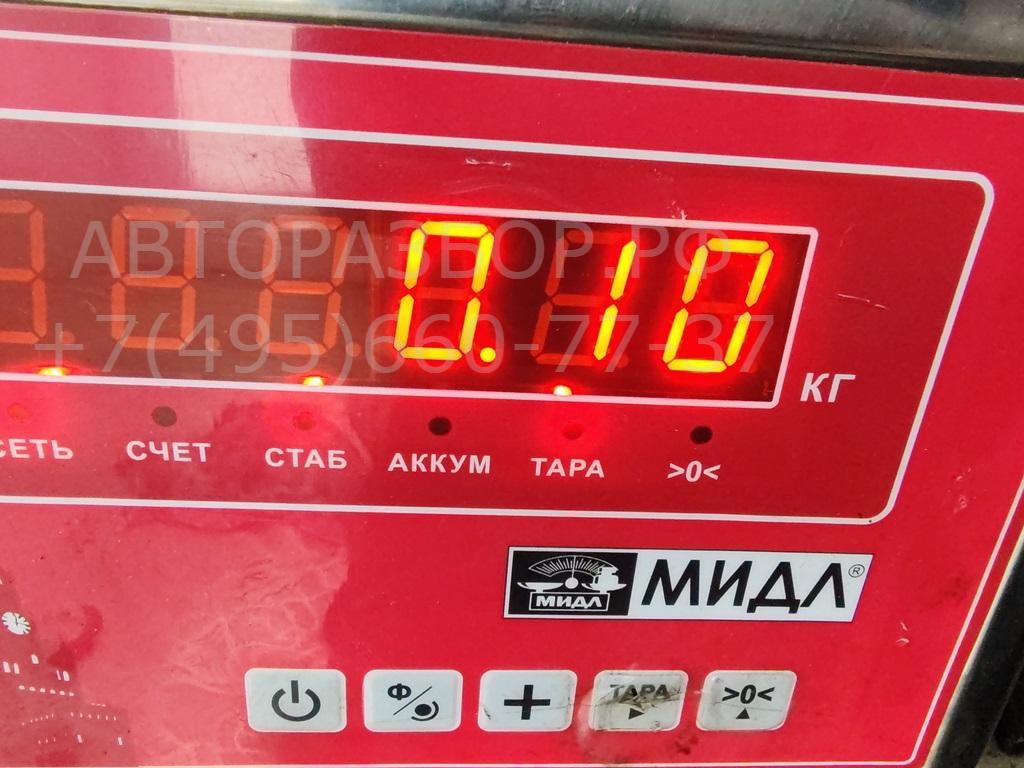 АВТОРАЗБОР.РФ
+7(495)660-77-37
0.10
КГ
СЕТЬ СЧЕТ СТАБ АККУМ ТАРА >0<
МИДЛ МИДЛ®
Ф ТАРА >0<